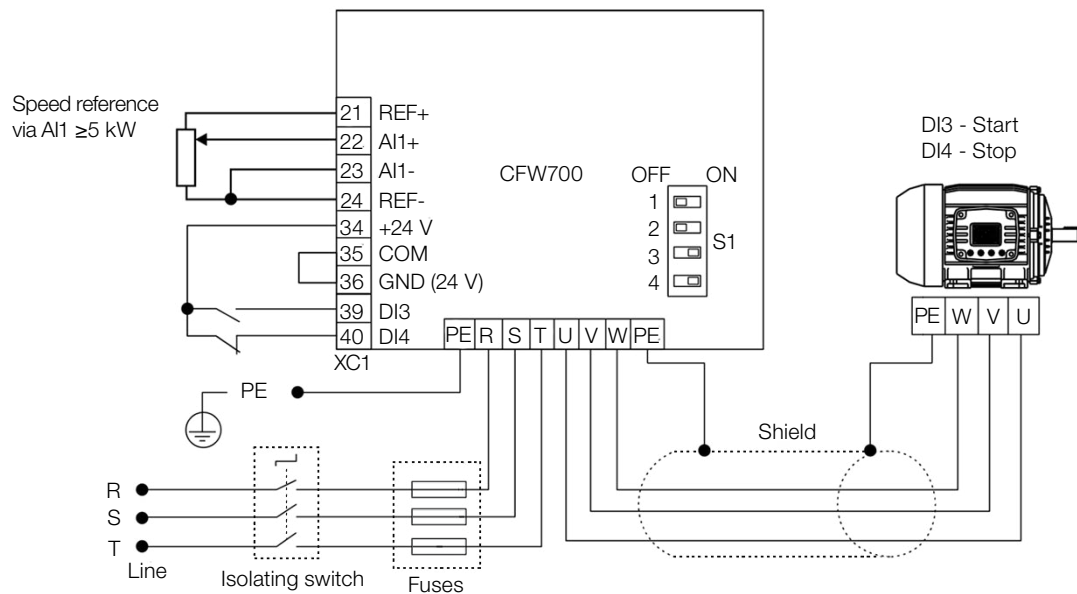 Speed reference
via AI1 ≥5 kW
21 REF+
22 AI1+
23 AI1-
24 REF-
34 +24 V
35 COM
36 GND (24 V)
39 DI3
40 DI4
XC1
CFW700
OFF ON
1
2
3
4
S1
DI3 - Start
DI4 - Stop
PE R S T U V W PE
PE W V U
PE
Shield
R
S
T
Line
Isolating switch
Fuses